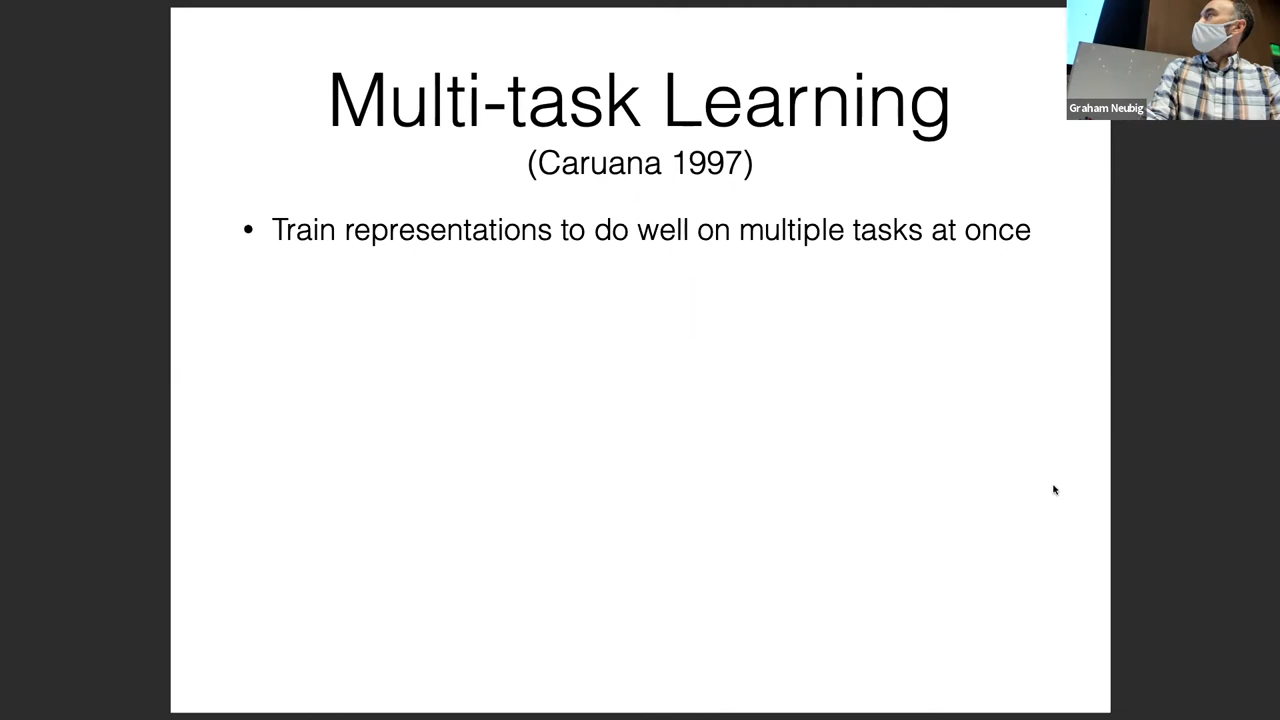 Multi-task Learning
(Caruana 1997)
• Train representations to do well on multiple tasks at once
Graham Neubig